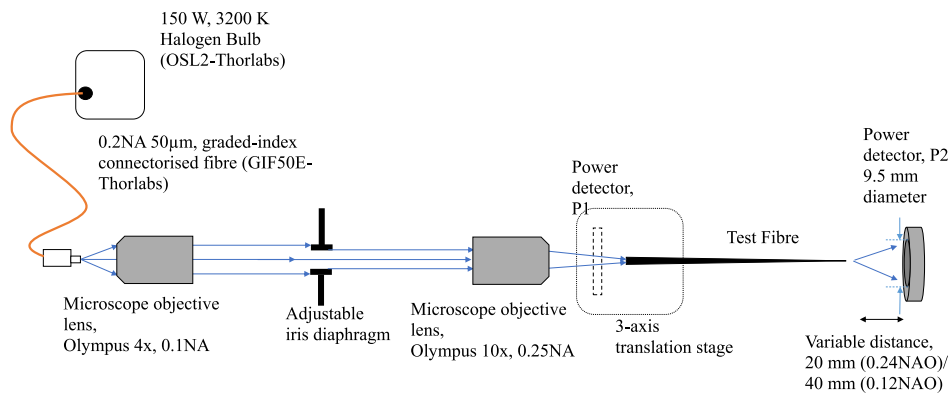 150 W, 3200 K
Halogen Bulb
(OSL2-Thorlabs)
0.2NA 50μm, graded-index
connectorised fibre (GIF50E-
Thorlabs)
Microscope objective
lens,
Olympus 4x, 0.1NA
Adjustable
iris diaphragm
Microscope objective
lens,
Olympus 10x, 0.25NA
Power
detector,
P1
3-axis
translation stage
Test Fibre
Power
detector, P2
9.5 mm
diameter
Variable distance,
20 mm (0.24NAO)/
40 mm (0.12NAO)